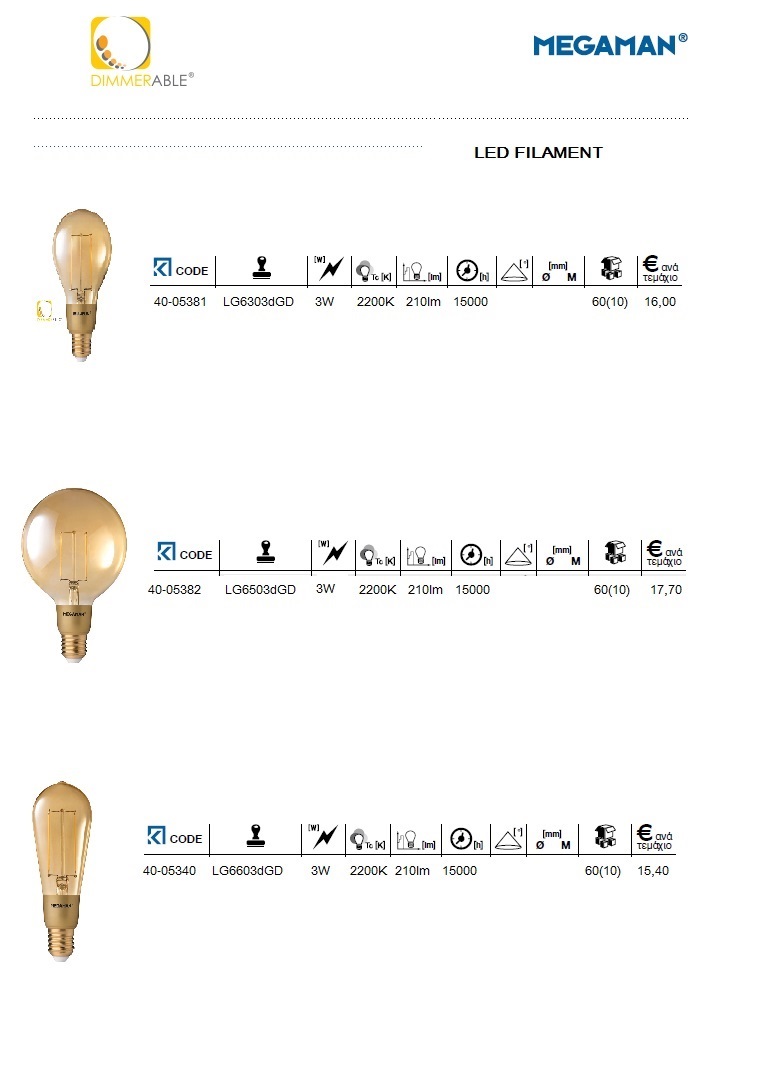 MEGAMAN®
DIMMERABLE®
LED FILAMENT
CODE [W] Tc [K] [lm] [h] [°] [mm] Ø M € ανά τεμάχιο
40-05381 LG6303dGD 3W 2200K 210lm 15000 60(10) 16,00
CODE [W] Tc [K] [lm] [h] [°] [mm] Ø M € ανά τεμάχιο
40-05382 LG6503dGD 3W 2200K 210lm 15000 60(10) 17,70
MEGAMAN®
CODE [W] Tc [K] [lm] [h] [°] [mm] Ø M € ανά τεμάχιο
40-05340 LG6603dGD 3W 2200K 210lm 15000 60(10) 15,40
MEGAMAN®